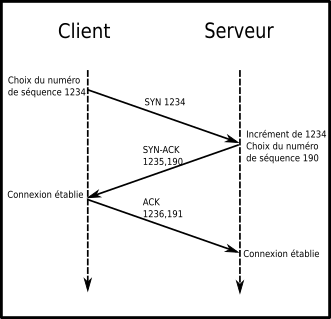 Client
Serveur
Choix du numéro
de séquence 1234
SYN 1234
Incrément de 1234
Choix du numéro
de séquence 190
SYN-ACK
1235,190
Connexion établie
ACK
1236,191
Connexion établie